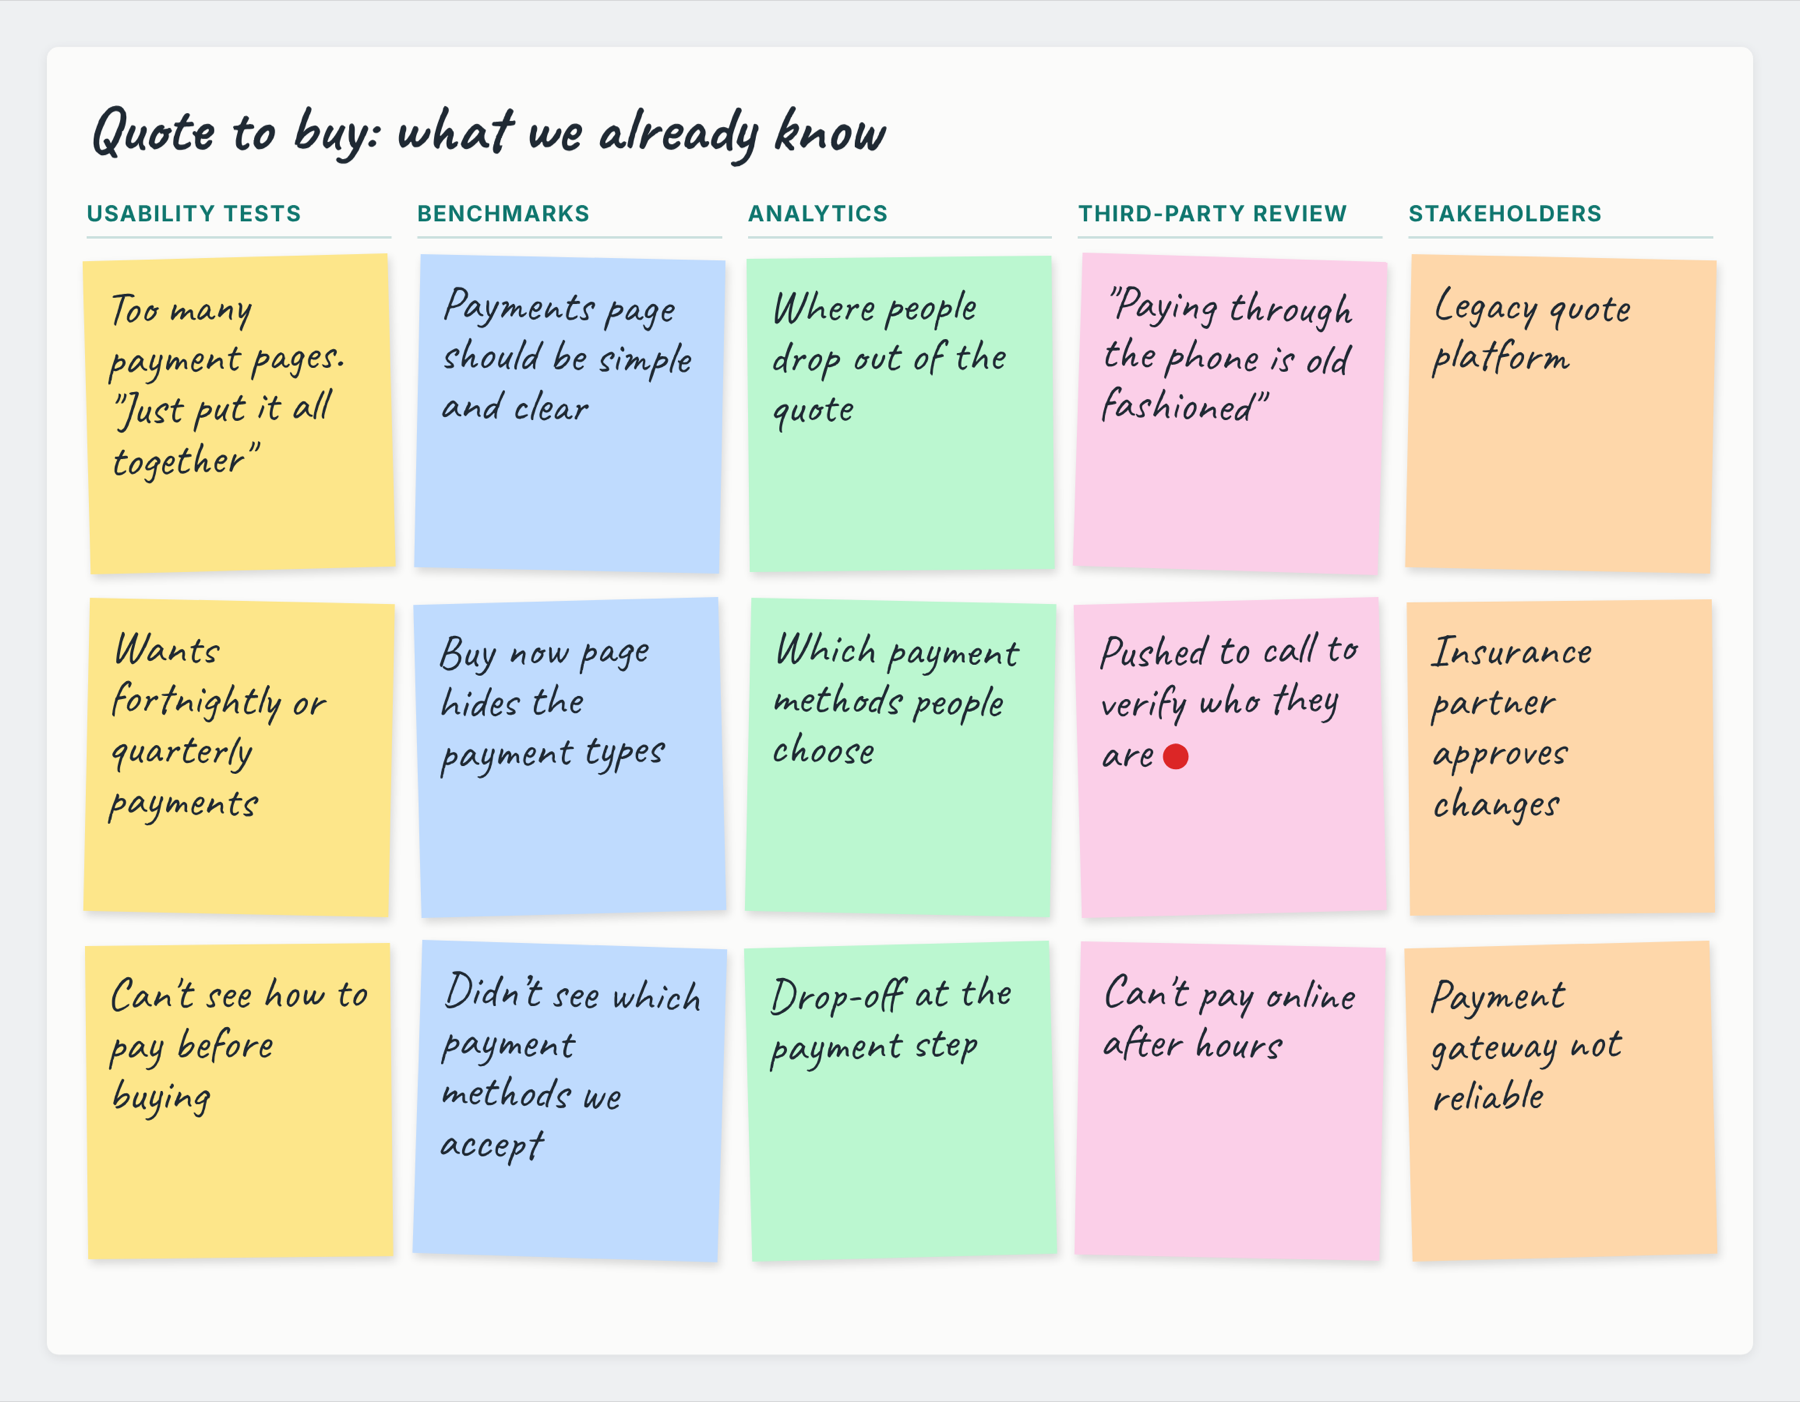 Quote to buy: what we already know
USABILITY TESTS
Too many
payment pages.
"Just put it all
together"
Wants
fortnightly or
quarterly
payments
Can't see how to
pay before
buying
BENCHMARKS
Payments page
should be simple
and clear
Buy now page
hides the
payment types
Didn't see which
payment
methods we
accept
ANALYTICS
Where people
drop out of the
quote
Which payment
methods people
choose
Drop-off at the
payment step
THIRD-PARTY REVIEW
"Paying through
the phone is old
fashioned"
Pushed to call to
verify who they
are
Can't pay online
after hours
STAKEHOLDERS
Legacy quote
platform
Insurance
partner
approves
changes
Payment
gateway not
reliable